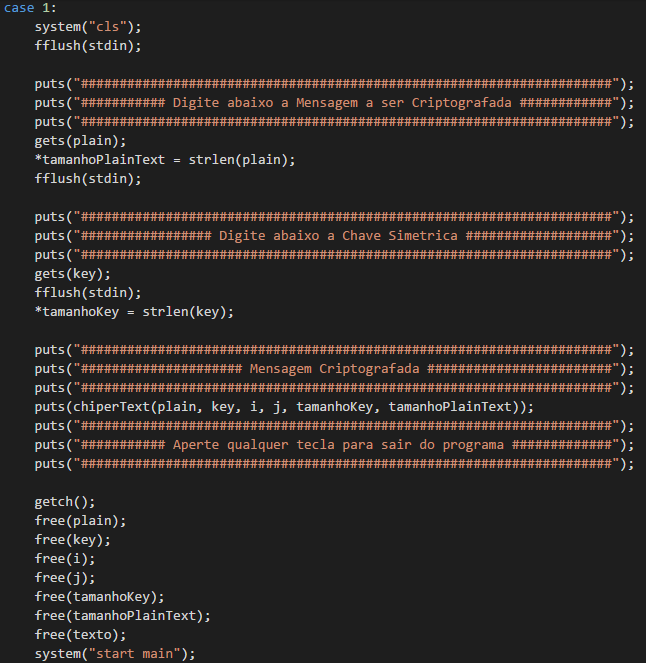 case 1:
    system("cls");
    fflush(stdin);

    puts("#####################################################################");
    puts("########### Digite abaixo a Mensagem a ser Criptografada ############");
    puts("#####################################################################");
    gets(plain);
    *tamanhoPlainText = strlen(plain);
    fflush(stdin);

    puts("#####################################################################");
    puts("################# Digite abaixo a Chave Simetrica ###################");
    puts("#####################################################################");
    gets(key);
    fflush(stdin);
    *tamanhoKey = strlen(key);

    puts("#####################################################################");
    puts("##################### Mensagem Criptografada ########################");
    puts("#####################################################################");
    puts(chiperText(plain, key, i, j, tamanhoKey, tamanhoPlainText));
    puts("#####################################################################");
    puts("########### Aperte qualquer tecla para sair do programa #############");
    puts("#####################################################################");

    getch();
    free(plain);
    free(key);
    free(i);
    free(j);
    free(tamanhoKey);
    free(tamanhoPlainText);
    free(texto);
    system("start main");